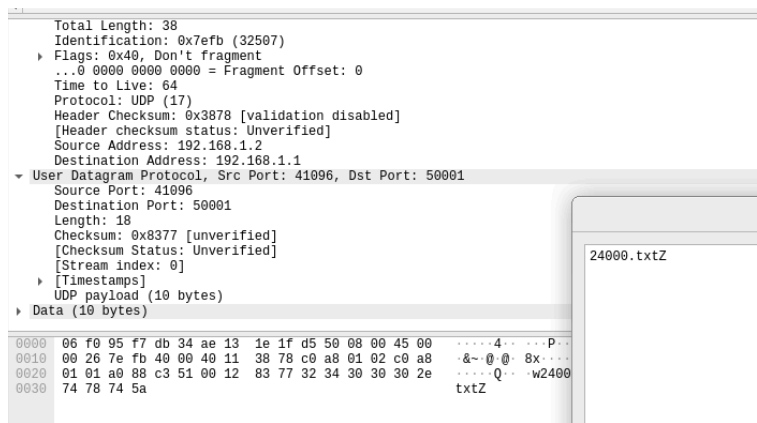 Total Length: 38
Identification: 0x7efb (32507)
Flags: 0x40, Don't fragment
...0 0000 0000 0000 = Fragment Offset: 0
Time to Live: 64
Protocol: UDP (17)
Header Checksum: 0x3878 [validation disabled]
[Header checksum status: Unverified]
Source Address: 192.168.1.2
Destination Address: 192.168.1.1
User Datagram Protocol, Src Port: 41096, Dst Port: 50001
Source Port: 41096
Destination Port: 50001
Length: 18
Checksum: 0x8377 [unverified]
[Checksum Status: Unverified]
[Stream index: 0]
[Timestamps]
UDP payload (10 bytes)
Data (10 bytes)
24000.txtZ
0000 06 f0 95 f7 db 34 ae 13 1e 1f d5 50 08 00 45 00 ·····4·· ···P··
0010 00 26 7e fb 40 00 40 11 38 78 c0 a8 01 02 c0 a8 ·&~·@·@· 8x····
0020 01 01 a0 88 c3 51 00 12 83 77 32 34 30 30 30 2e ·····Q·· ·w2400
0030 74 78 74 5a txtZ